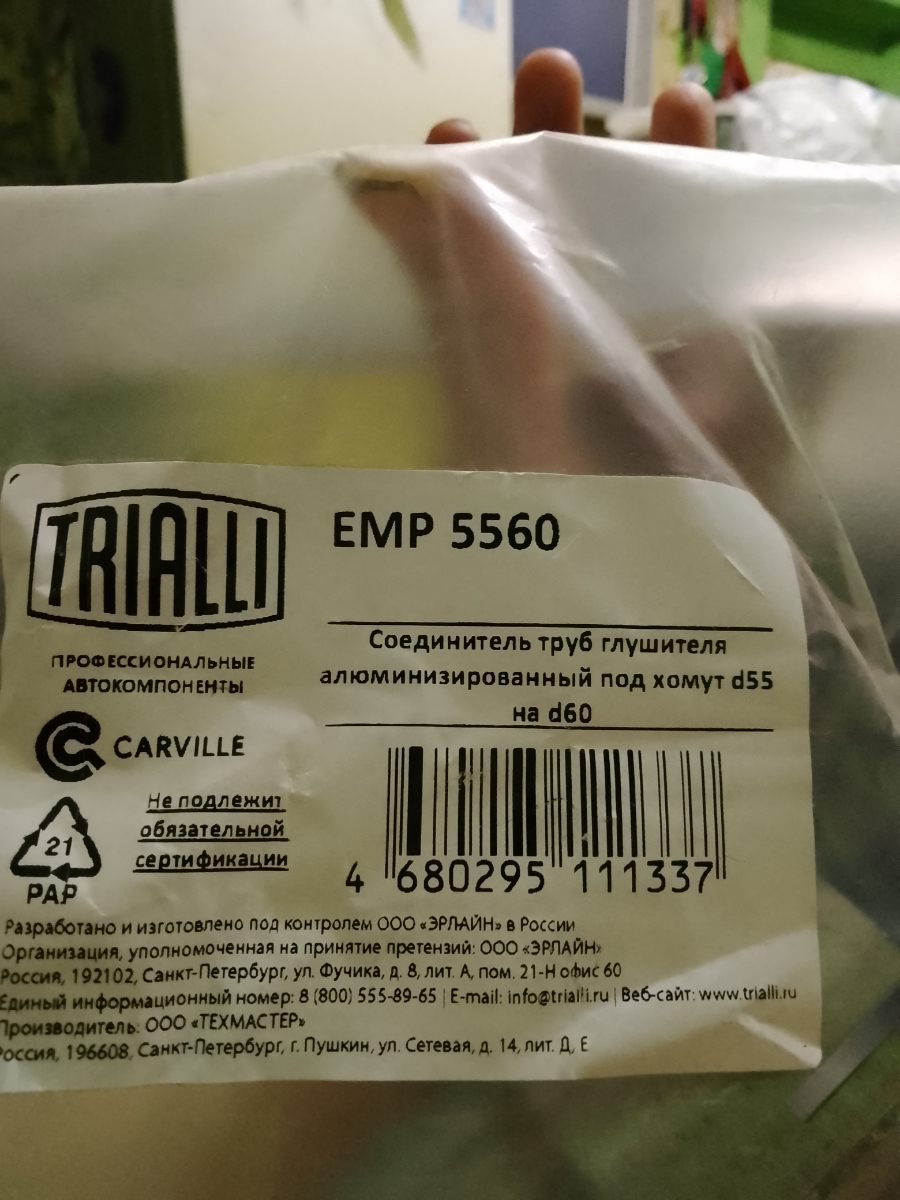 TRIALLI
ПРОФЕССИОНАЛЬНЫЕ
АВТОКОМПОНЕНТЫ
CARVILLE
21
PAP
Не подлежит
обязательной
сертификации
EMP 5560
Соединитель труб глушителя
алюминизированный под хомут d55
на d60
4 680295 111337
Разработано и изготовлено под контролем ООО «ЭРЛАЙН» в России
Организация, уполномоченная на принятие претензий: ООО «ЭРЛАЙН»
Россия, 192102, Санкт-Петербург, ул. Фучика, д. 8, лит. А, пом. 21-Н офис 60
Единый информационный номер: 8 (800) 555-89-65 | E-mail: info@trialli.ru | Веб-сайт: www.trialli.ru
Производитель: ООО «ТЕХМАСТЕР»
Россия, 196608, Санкт-Петербург, г. Пушкин, ул. Сетевая, д. 14, лит. Д, Е